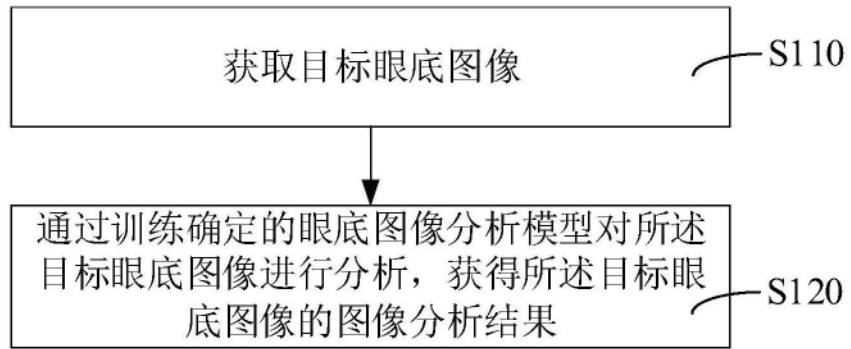 获取目标眼底图像
S110
通过训练确定的眼底图像分析模型对所述
目标眼底图像进行分析，获得所述目标眼
底图像的图像分析结果
S120